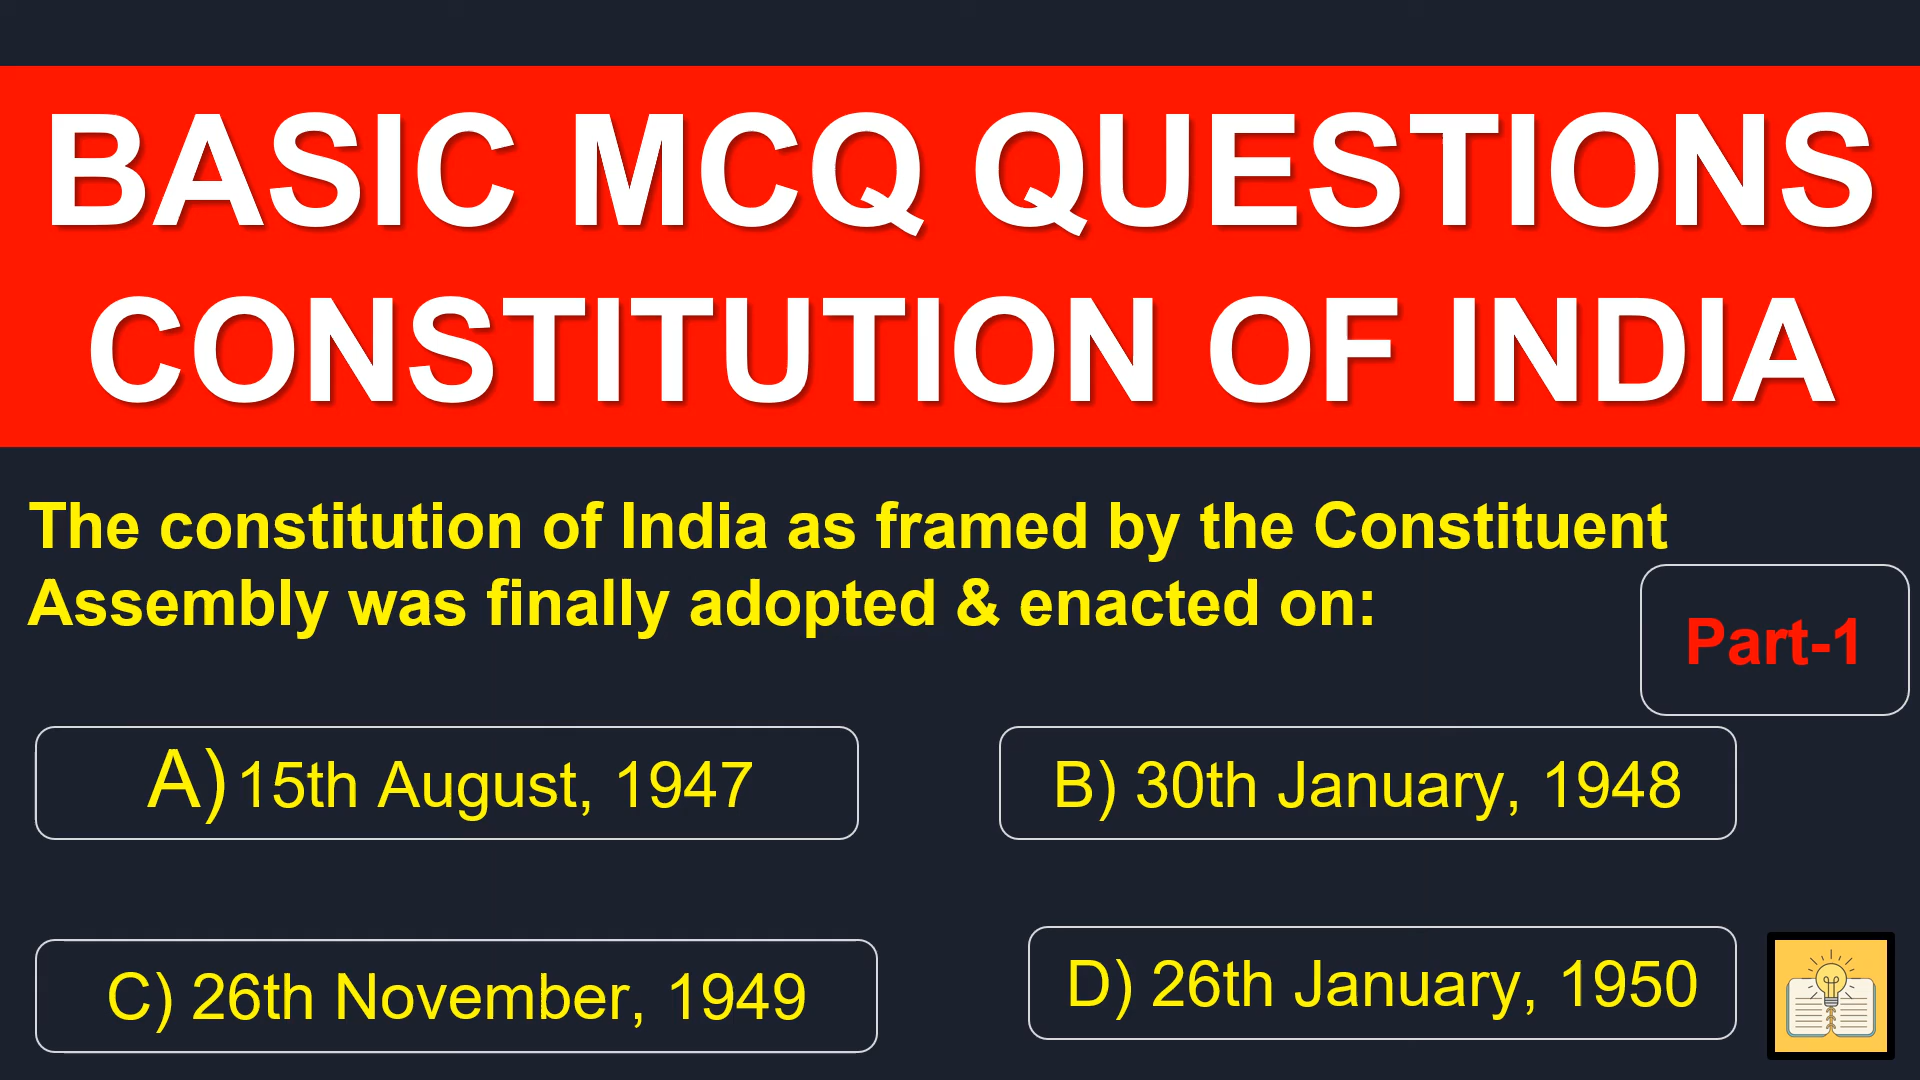 BASIC MCQ QUESTIONS
CONSTITUTION OF INDIA
The constitution of India as framed by the Constituent
Assembly was finally adopted & enacted on:
Part-1
A) 15th August, 1947
B) 30th January, 1948
C) 26th November, 1949
D) 26th January, 1950